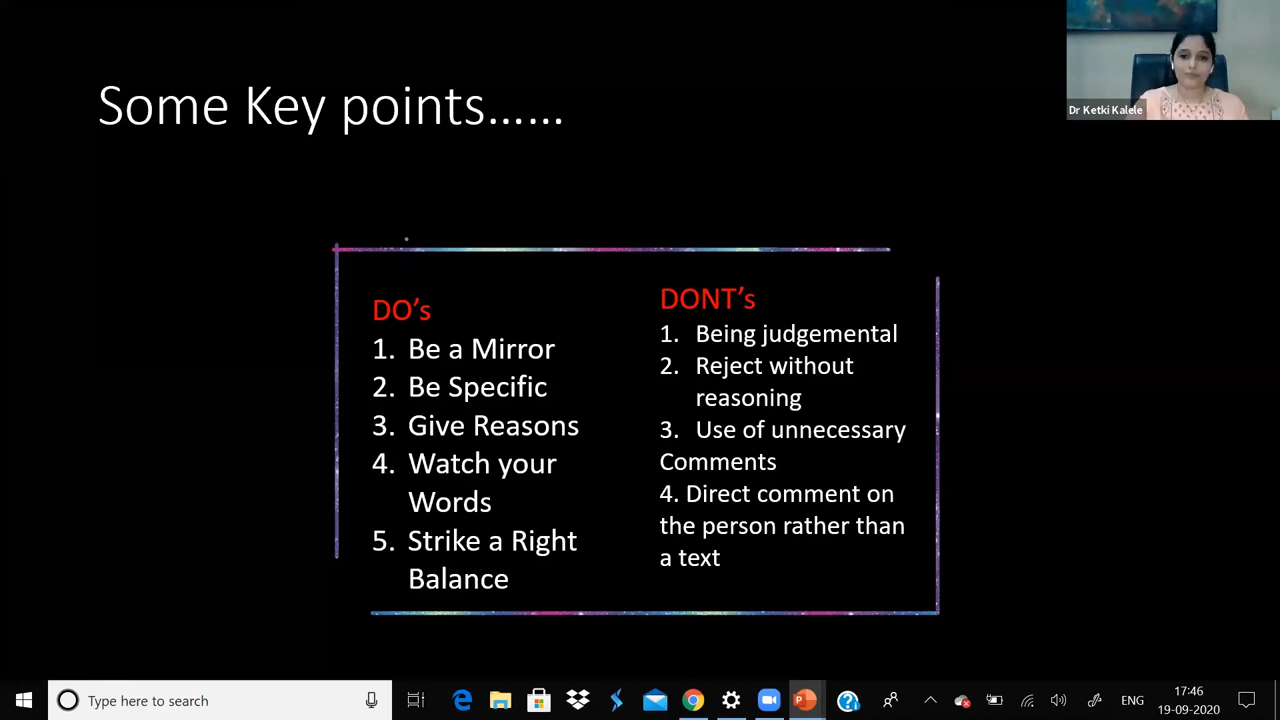 Some Key points......
Dr Ketki Kalele
DO's
1. Be a Mirror
2. Be Specific
3. Give Reasons
4. Watch your
Words
5. Strike a Right
Balance
DONT's
1. Being judgemental
2. Reject without
reasoning
3. Use of unnecessary
Comments
4. Direct comment on
the person rather than
a text
Type here to search
ENG
17:46
19-09-2020